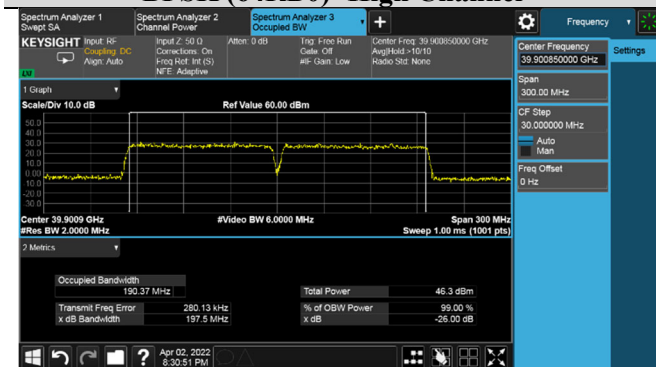 Spectrum Analyzer 1
Swept SA
Spectrum Analyzer 2
Channel Power
Spectrum Analyzer 3
Occupied BW
+
Frequency
KEYSIGHT
Input: RF
Coupling: DC
Align: Auto
Input Z: 50 Ω
Corrections: On
Freq Ref: Int (S)
NFE: Adaptive
Atten: 0 dB
Trig: Free Run
Gate: Off
#IF Gain: Low
Center Freq: 39.900850000 GHz
Avg|Hold:>10/10
Radio Std: None
Center Frequency
39.900850000 GHz
Settings
Span
300.00 MHz
CF Step
30.000000 MHz
Auto
Man
Freq Offset
0 Hz
1 Graph
Scale/Div 10.0 dB
Ref Value 60.00 dBm
50.0
40.0
30.0
20.0
10.0
0.00
-10.0
-20.0
-30.0
Center 39.9009 GHz
#Res BW 2.0000 MHz
#Video BW 6.0000 MHz
Span 300 MHz
Sweep 1.00 ms (1001 pts)
2 Metrics
Occupied Bandwidth
190.37 MHz
Total Power 46.3 dBm
Transmit Freq Error 280.13 kHz
% of OBW Power 99.00 %
x dB Bandwidth 197.5 MHz
x dB -26.00 dB
?
Apr 02, 2022
8:30:51 PM